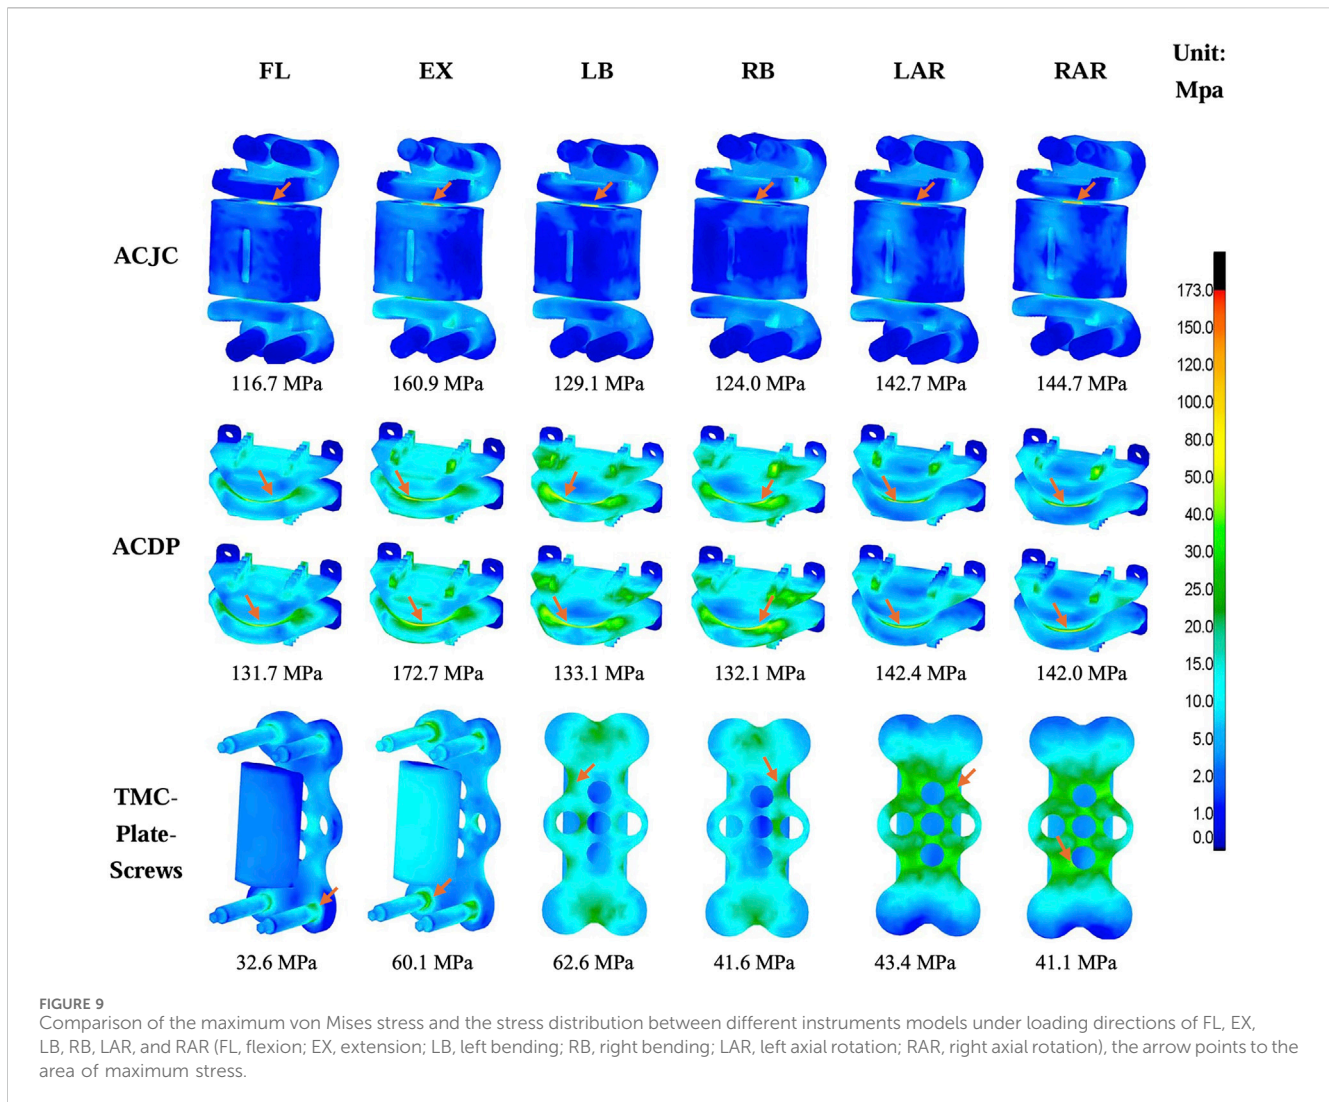 FL EX LB RB LAR RAR
Unit:
Mpa
ACJC
116.7 MPa 160.9 MPa 129.1 MPa 124.0 MPa 142.7 MPa 144.7 MPa
ACDP
131.7 MPa 172.7 MPa 133.1 MPa 132.1 MPa 142.4 MPa 142.0 MPa
TMC-
Plate-
Screws
32.6 MPa 60.1 MPa 62.6 MPa 41.6 MPa 43.4 MPa 41.1 MPa
173.0
150.0
120.0
100.0
80.0
50.0
40.0
30.0
25.0
20.0
15.0
10.0
5.0
2.0
1.0
0.0
FIGURE 9
Comparison of the maximum von Mises stress and the stress distribution between different instruments models under loading directions of FL, EX,
LB, RB, LAR, and RAR (FL, flexion; EX, extension; LB, left bending; RB, right bending; LAR, left axial rotation; RAR, right axial rotation), the arrow points to the
area of maximum stress.